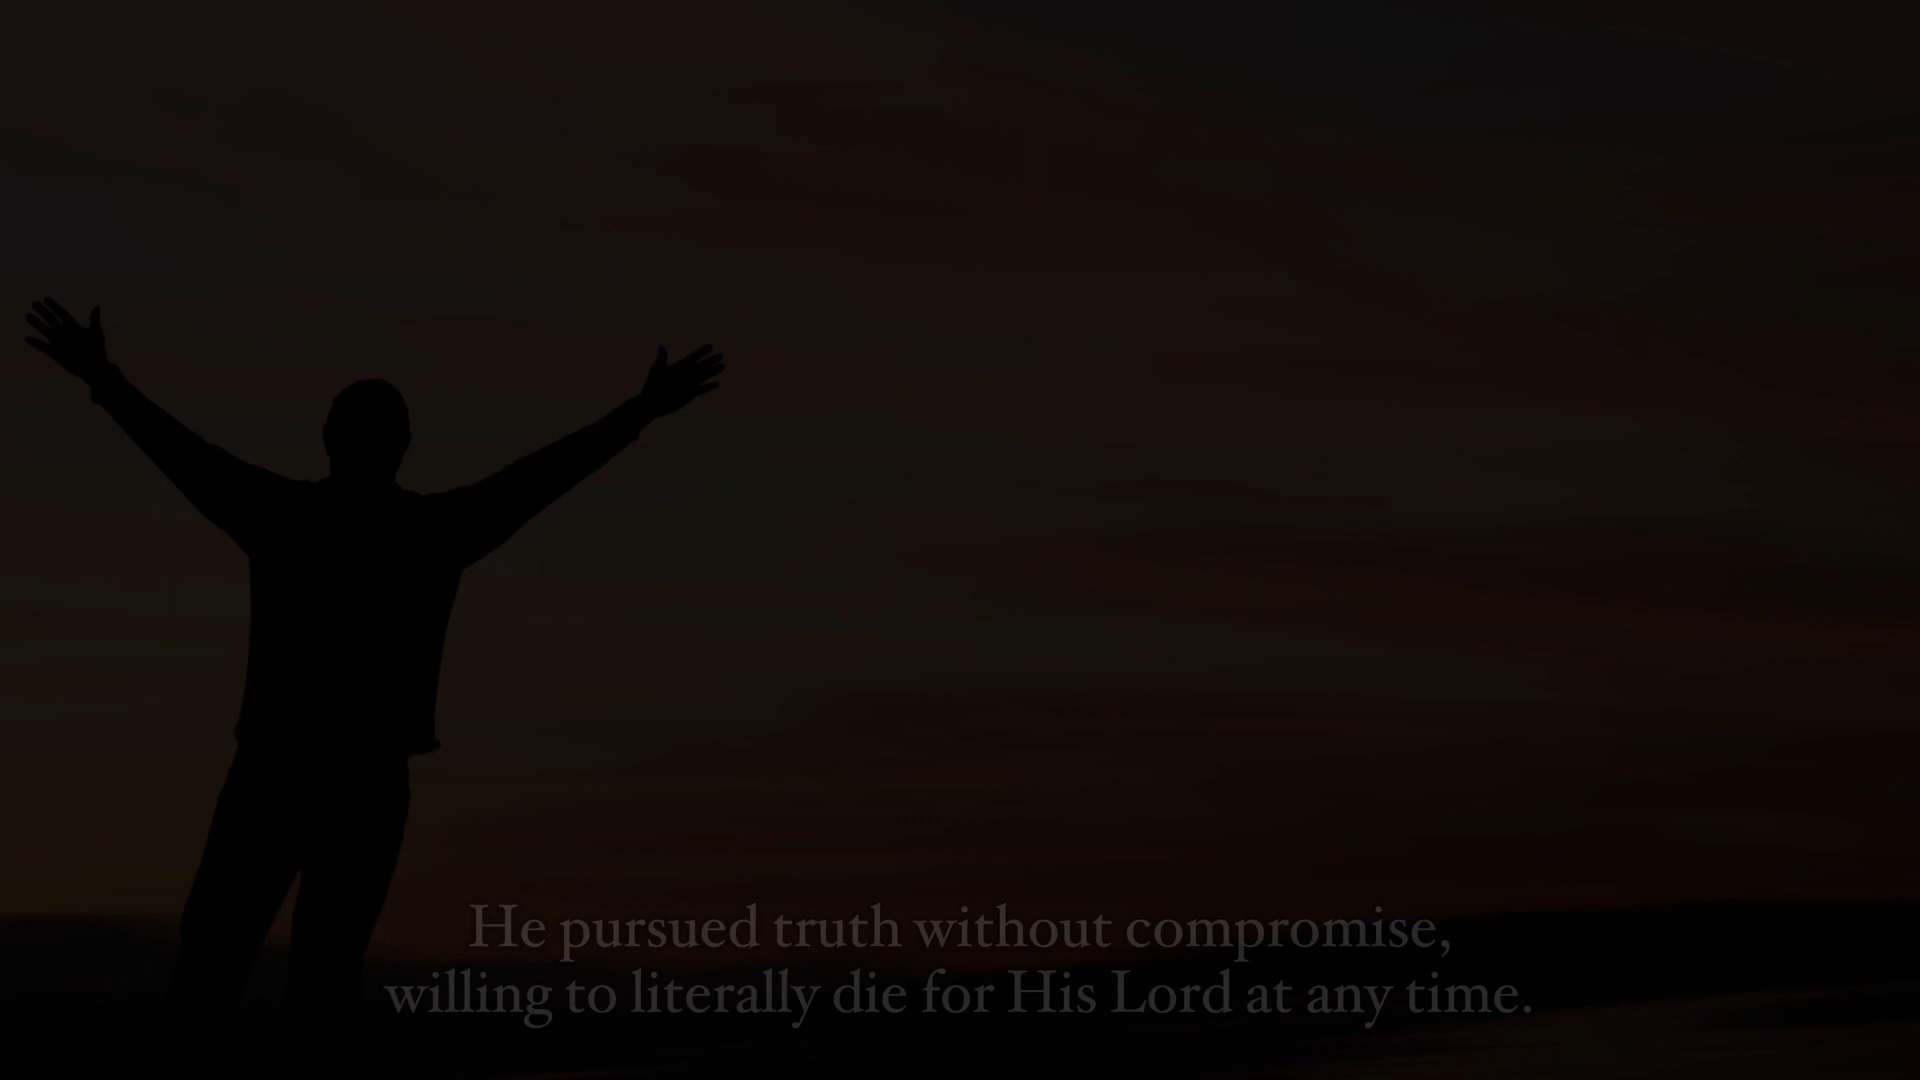 He pursued truth without compromise,
willing to literally die for His Lord at any time.